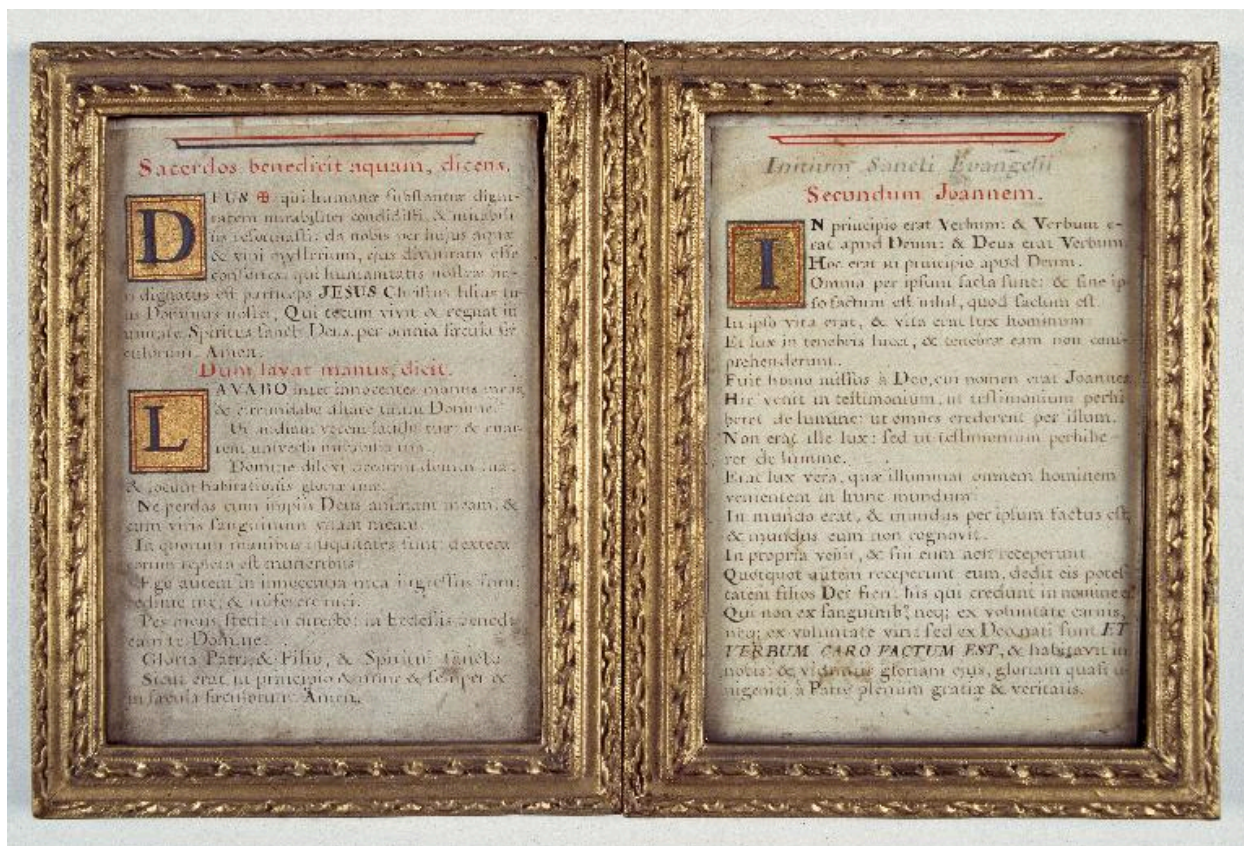 Sacerdos benedicit aquam, dicens.
DEUS ✠ qui humanæ substantiæ digni-
tatem mirabiliter condidisti, & mirabili-
us reformasti: da nobis per hujus aquæ
& vini mysterium, ejus divinitatis esse
consortes, qui humanitatis nostræ fie-
ri dignatus est particeps JESUS Christus filius tu-
us Dominus noster, Qui tecum vivit & regnat in
unitate Spiritus sancti Deus, per omnia sæcula sæ-
culorum. Amen.
Dum lavat manus, dicit.
LAVABO inter innocentes manus meas,
& circumdabo altare tuum Domine.
Ut audiam vocem laudis tuæ: & enar-
rem universa mirabilia tua.
Domine dilexi decorem domus tuæ,
& locum habitationis gloriæ tuæ.
Ne perdas cum impiis Deus animam meam, &
cum viris sanguinum vitam meam.
In quorum manibus iniquitates sunt: dextera
eorum repleta est muneribus.
Ego autem in innocentia mea ingressus sum:
redime me, & miserere mei.
Pes meus stetit in directo: in Ecclesiis benedi-
cam te Domine.
Gloria Patri, & Filio, & Spiritui sancto.
Sicut erat in principio & nunc & semper &
in sæcula sæculorum. Amen.
Initium Sancti Evangelii
Secundum Joannem.
IN principio erat Verbum: & Verbum e-
rat apud Deum: & Deus erat Verbum.
Hoc erat in principio apud Deum.
Omnia per ipsum facta sunt: & sine ip-
so factum est nihil, quod factum est.
In ipso vita erat, & vita erat lux hominum:
Et lux in tenebris lucet, & tenebræ eam non com-
prehenderunt.
Fuit homo missus à Deo, cui nomen erat Joannes
Hic venit in testimonium, ut testimonium perhi
beret de lumine: ut omnes crederent per illum.
Non erat ille lux: sed ut testimonium perhibe-
ret de lumine.
Erat lux vera, quæ illuminat omnem hominem
venientem in hunc mundum:
In mundo erat, & mundus per ipsum factus est,
& mundus eum non cognovit.
In propria venit, & sui eum non receperunt
Quotquot autem receperunt eum, dedit eis potes-
tatem filios Dei fieri: his qui credunt in nomine
Qui non ex sanguinib; neq; ex voluntate carnis,
neq; ex voluntate viri: sed ex Deo nati sunt. ET
VERBUM CARO FACTUM EST, & habitavit in
nobis: & vidimus gloriam ejus, gloriam quasi u-
nigeniti à Patre plenum gratiæ & veritatis.